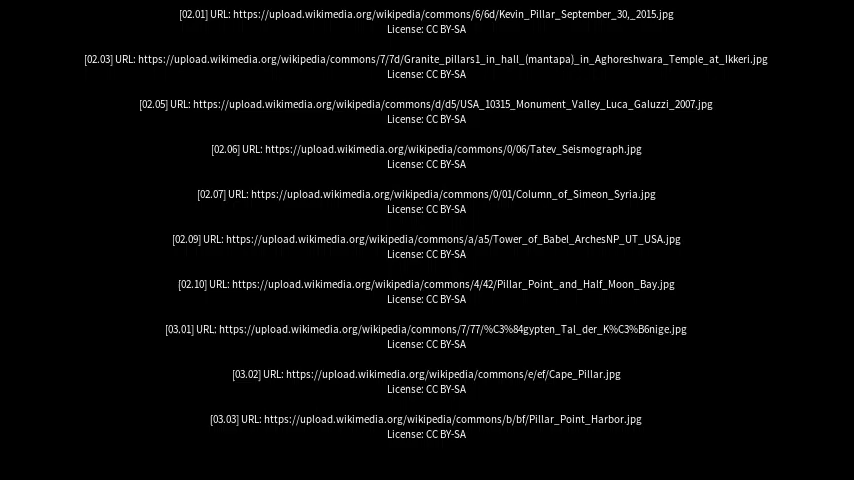 [02.01] URL: https://upload.wikimedia.org/wikipedia/commons/6/6d/Kevin_Pillar_September_30,_2015.jpg
License: CC BY-SA
[02.03] URL: https://upload.wikimedia.org/wikipedia/commons/7/7d/Granite_pillars1_in_hall_(mantapa)_in_Aghoreshwara_Temple_at_Ikkeri.jpg
License: CC BY-SA
[02.05] URL: https://upload.wikimedia.org/wikipedia/commons/d/d5/USA_10315_Monument_Valley_Luca_Galuzzi_2007.jpg
License: CC BY-SA
[02.06] URL: https://upload.wikimedia.org/wikipedia/commons/0/06/Tatev_Seismograph.jpg
License: CC BY-SA
[02.07] URL: https://upload.wikimedia.org/wikipedia/commons/0/01/Column_of_Simeon_Syria.jpg
License: CC BY-SA
[02.09] URL: https://upload.wikimedia.org/wikipedia/commons/a/a5/Tower_of_Babel_ArchesNP_UT_USA.jpg
License: CC BY-SA
[02.10] URL: https://upload.wikimedia.org/wikipedia/commons/4/42/Pillar_Point_and_Half_Moon_Bay.jpg
License: CC BY-SA
[03.01] URL: https://upload.wikimedia.org/wikipedia/commons/7/77/%C3%84gypten_Tal_der_K%C3%B6nige.jpg
License: CC BY-SA
[03.02] URL: https://upload.wikimedia.org/wikipedia/commons/e/ef/Cape_Pillar.jpg
License: CC BY-SA
[03.03] URL: https://upload.wikimedia.org/wikipedia/commons/b/bf/Pillar_Point_Harbor.jpg
License: CC BY-SA